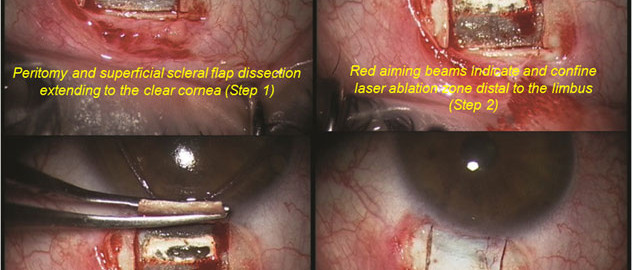 Peritomy and superficial scleral flap dissection
extending to the clear cornea (Step 1)
Red aiming beams indicate and confine
laser ablation zone distal to the limbus
(Step 2)